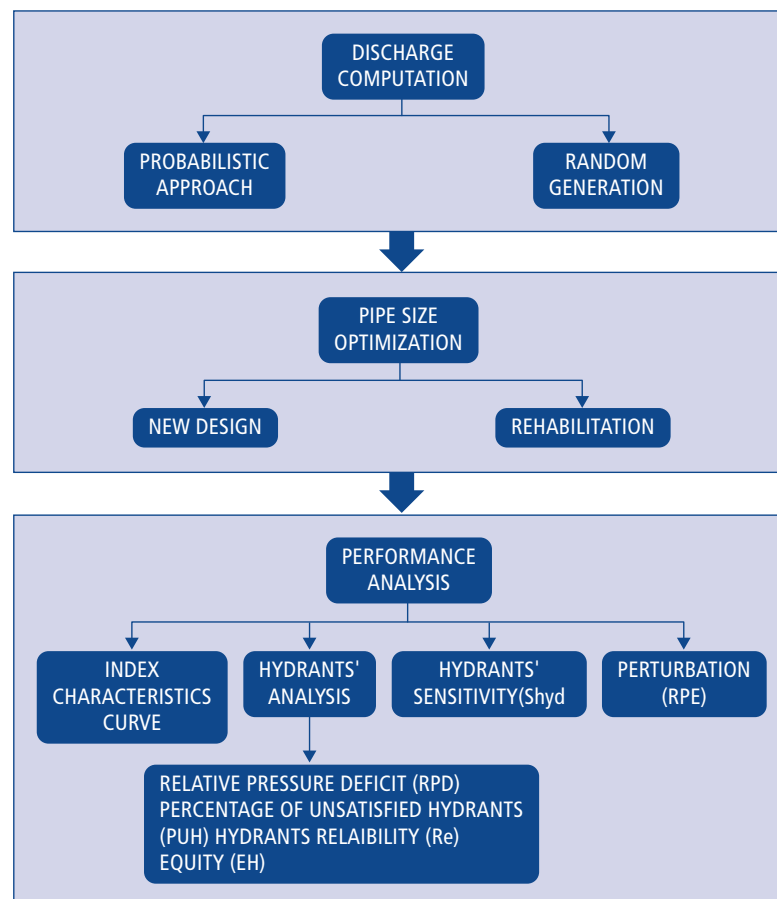 DISCHARGE
COMPUTATION
PROBABILISTIC
APPROACH
RANDOM
GENERATION
PIPE SIZE
OPTIMIZATION
NEW DESIGN
REHABILITATION
PERFORMANCE
ANALYSIS
INDEX
CHARACTERISTICS
CURVE
HYDRANTS'
ANALYSIS
HYDRANTS'
SENSITIVITY(Shyd
PERTURBATION
(RPE)
RELATIVE PRESSURE DEFICIT (RPD)
PERCENTAGE OF UNSATISFIED HYDRANTS
(PUH) HYDRANTS RELAIBILITY (Re)
EQUITY (EH)